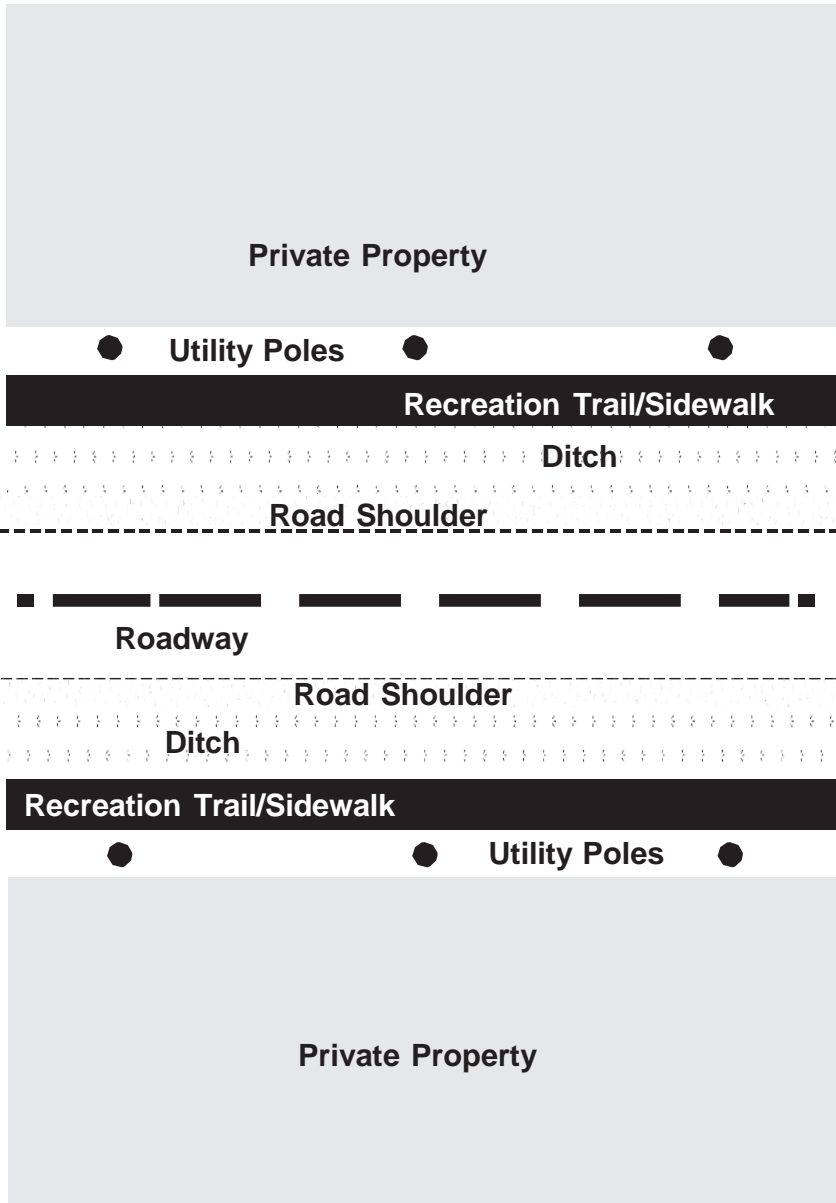 Private Property
Utility Poles
Recreation Trail/Sidewalk
Ditch
Road Shoulder
Roadway
Road Shoulder
Ditch
Recreation Trail/Sidewalk
Utility Poles
Private Property